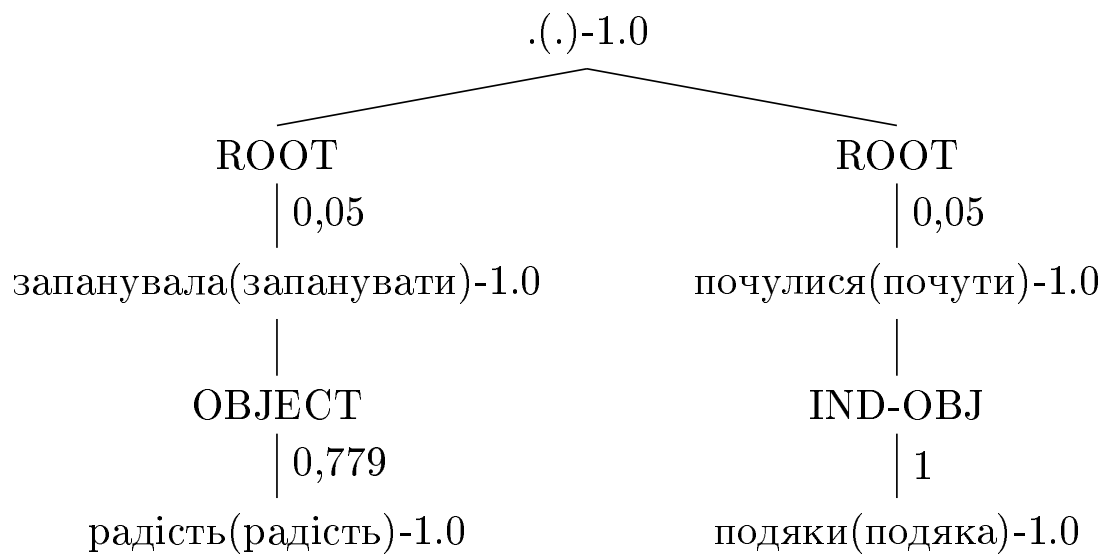 .(.)-1.0
ROOT ROOT
0,05 0,05
запанувала(запанувати)-1.0 почулися(почути)-1.0
OBJECT IND-OBJ
0,779 1
радість(радість)-1.0 подяки(подяка)-1.0